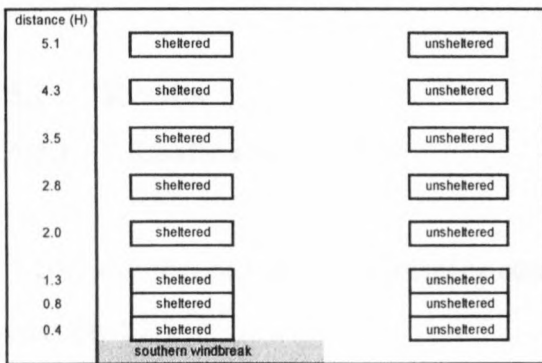 distance (H)
5.1 sheltered unsheltered
4.3 sheltered unsheltered
3.5 sheltered unsheltered
2.8 sheltered unsheltered
2.0 sheltered unsheltered
1.3 sheltered unsheltered
0.8 sheltered unsheltered
0.4 sheltered unsheltered
southern windbreak